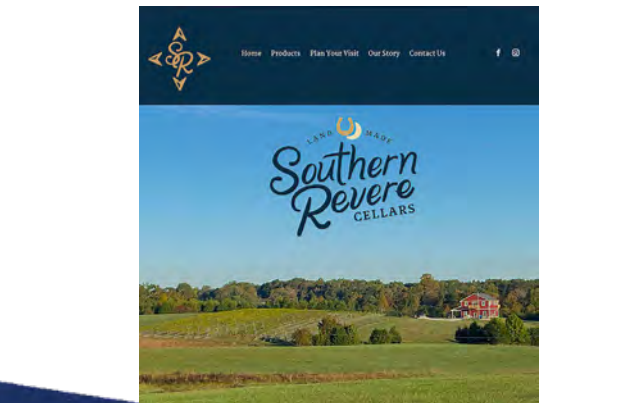 SR
Home Products Plan Your Visit Our Story Contact Us
LAND MADE
Southern
Revere
CELLARS